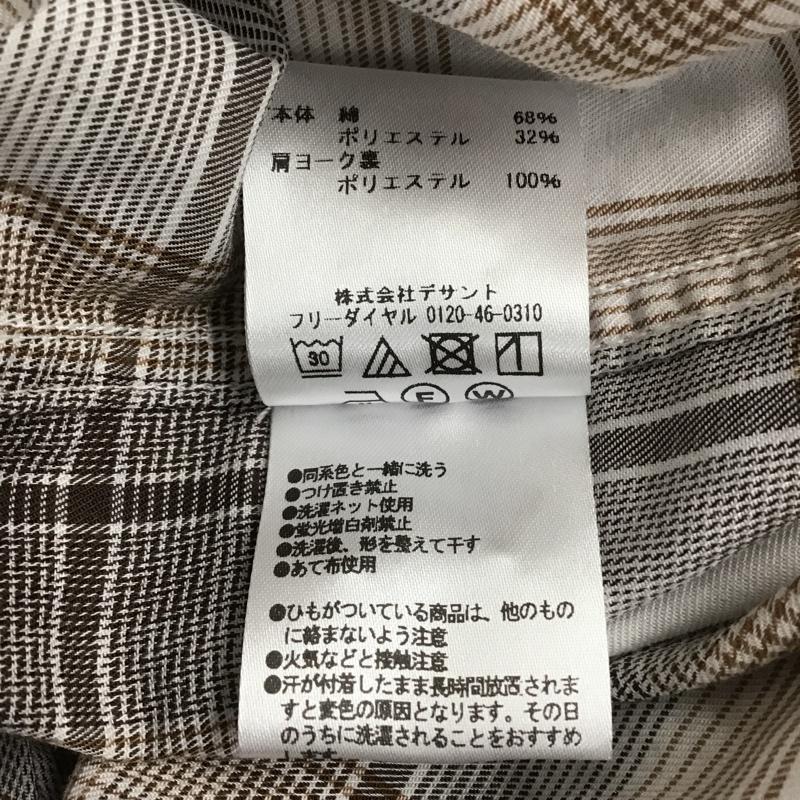 本体 綿 68%
ポリエステル 32%
肩ヨーク裏
ポリエステル 100%
株式会社デサント
フリーダイヤル 0120-46-0310
30
F W
●同系色と一緒に洗う
●つけ置き禁止
●洗濯ネット使用
●蛍光増白剤禁止
●洗濯後、形を整えて干す
●あて布使用
●ひもがついている商品は、他のもの
に絡まないよう注意
●火気などと接触注意
●汗が付着したまま長時間放置されま
すと変色の原因となります。その日
のうちに洗濯されることをおすすめ
します。